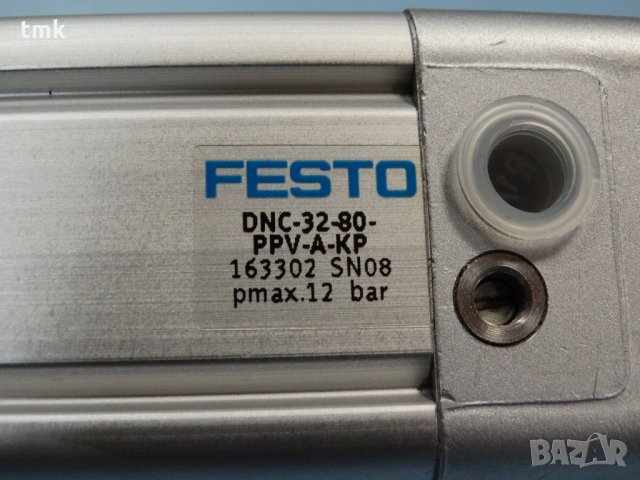 tmk
FESTO
DNC-32-80-
PPV-A-KP
163302 SN08
pmax.12 bar
BAZAR